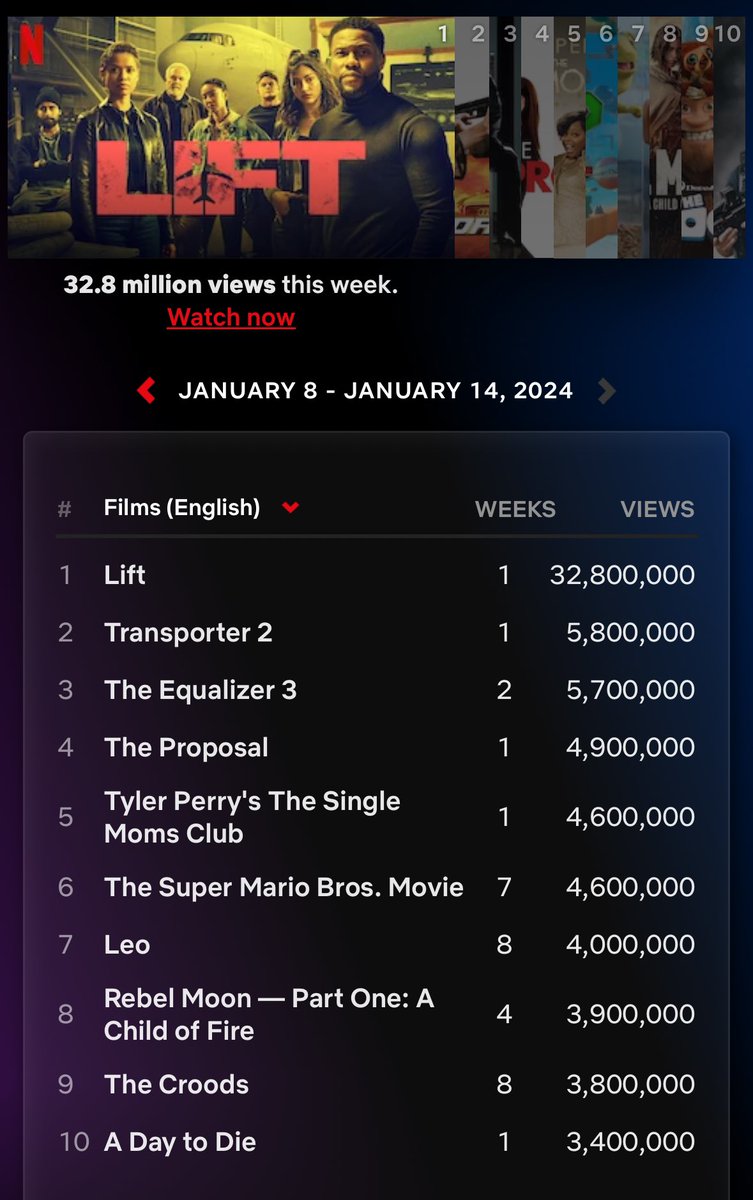 N
1 2 3 4 5 6 7 8 9 10
LIFT
32.8 million views this week.
Watch now
JANUARY 8 - JANUARY 14, 2024
# Films (English) WEEKS VIEWS
1 Lift 1 32,800,000
2 Transporter 2 1 5,800,000
3 The Equalizer 3 2 5,700,000
4 The Proposal 1 4,900,000
5 Tyler Perry's The Single
Moms Club 1 4,600,000
6 The Super Mario Bros. Movie 7 4,600,000
7 Leo 8 4,000,000
8 Rebel Moon — Part One: A
Child of Fire 4 3,900,000
9 The Croods 8 3,800,000
10 A Day to Die 1 3,400,000